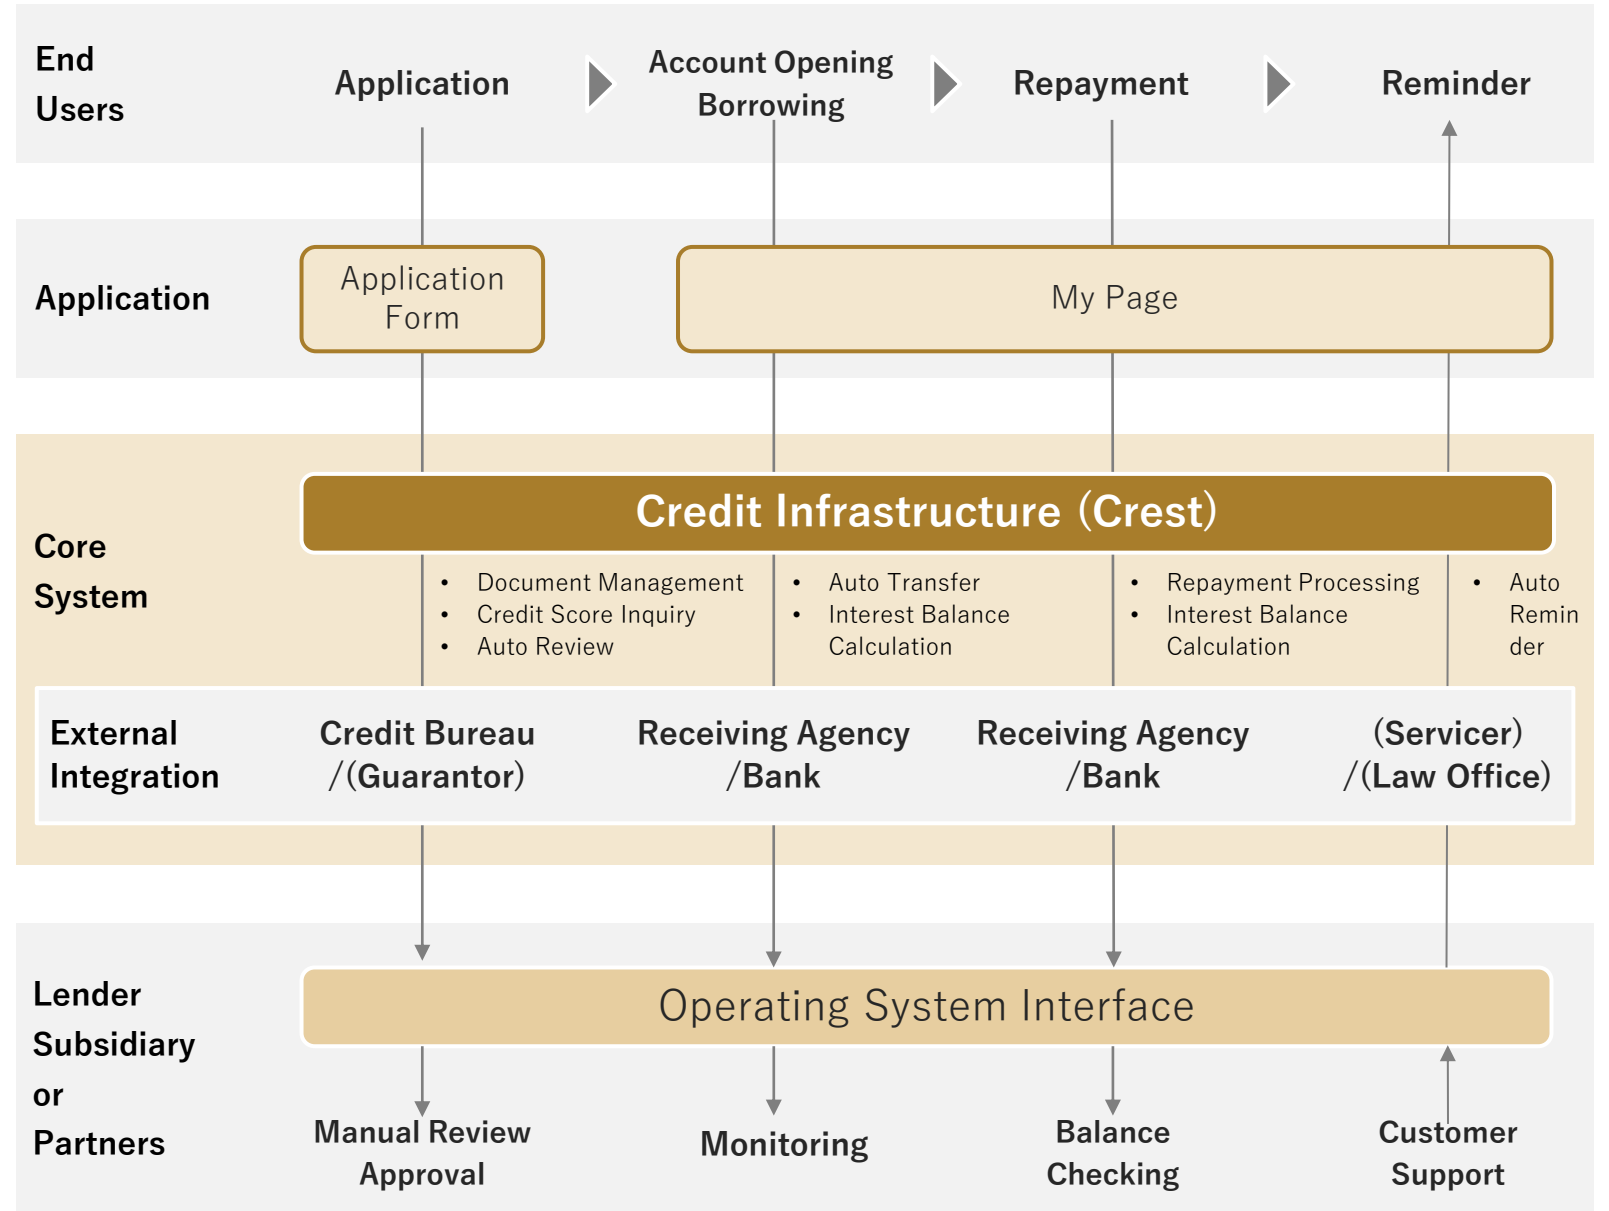 End
Users
Application
Account Opening
Borrowing
Repayment
Reminder
Application
Application
Form
My Page
Core
System
Credit Infrastructure (Crest)
• Document Management
• Credit Score Inquiry
• Auto Review
• Auto Transfer
• Interest Balance
Calculation
• Repayment Processing
• Interest Balance
Calculation
• Auto
Remin
der
External
Integration
Credit Bureau
/(Guarantor)
Receiving Agency
/Bank
Receiving Agency
/Bank
(Servicer)
/(Law Office)
Lender
Subsidiary
or
Partners
Operating System Interface
Manual Review
Approval
Monitoring
Balance
Checking
Customer
Support